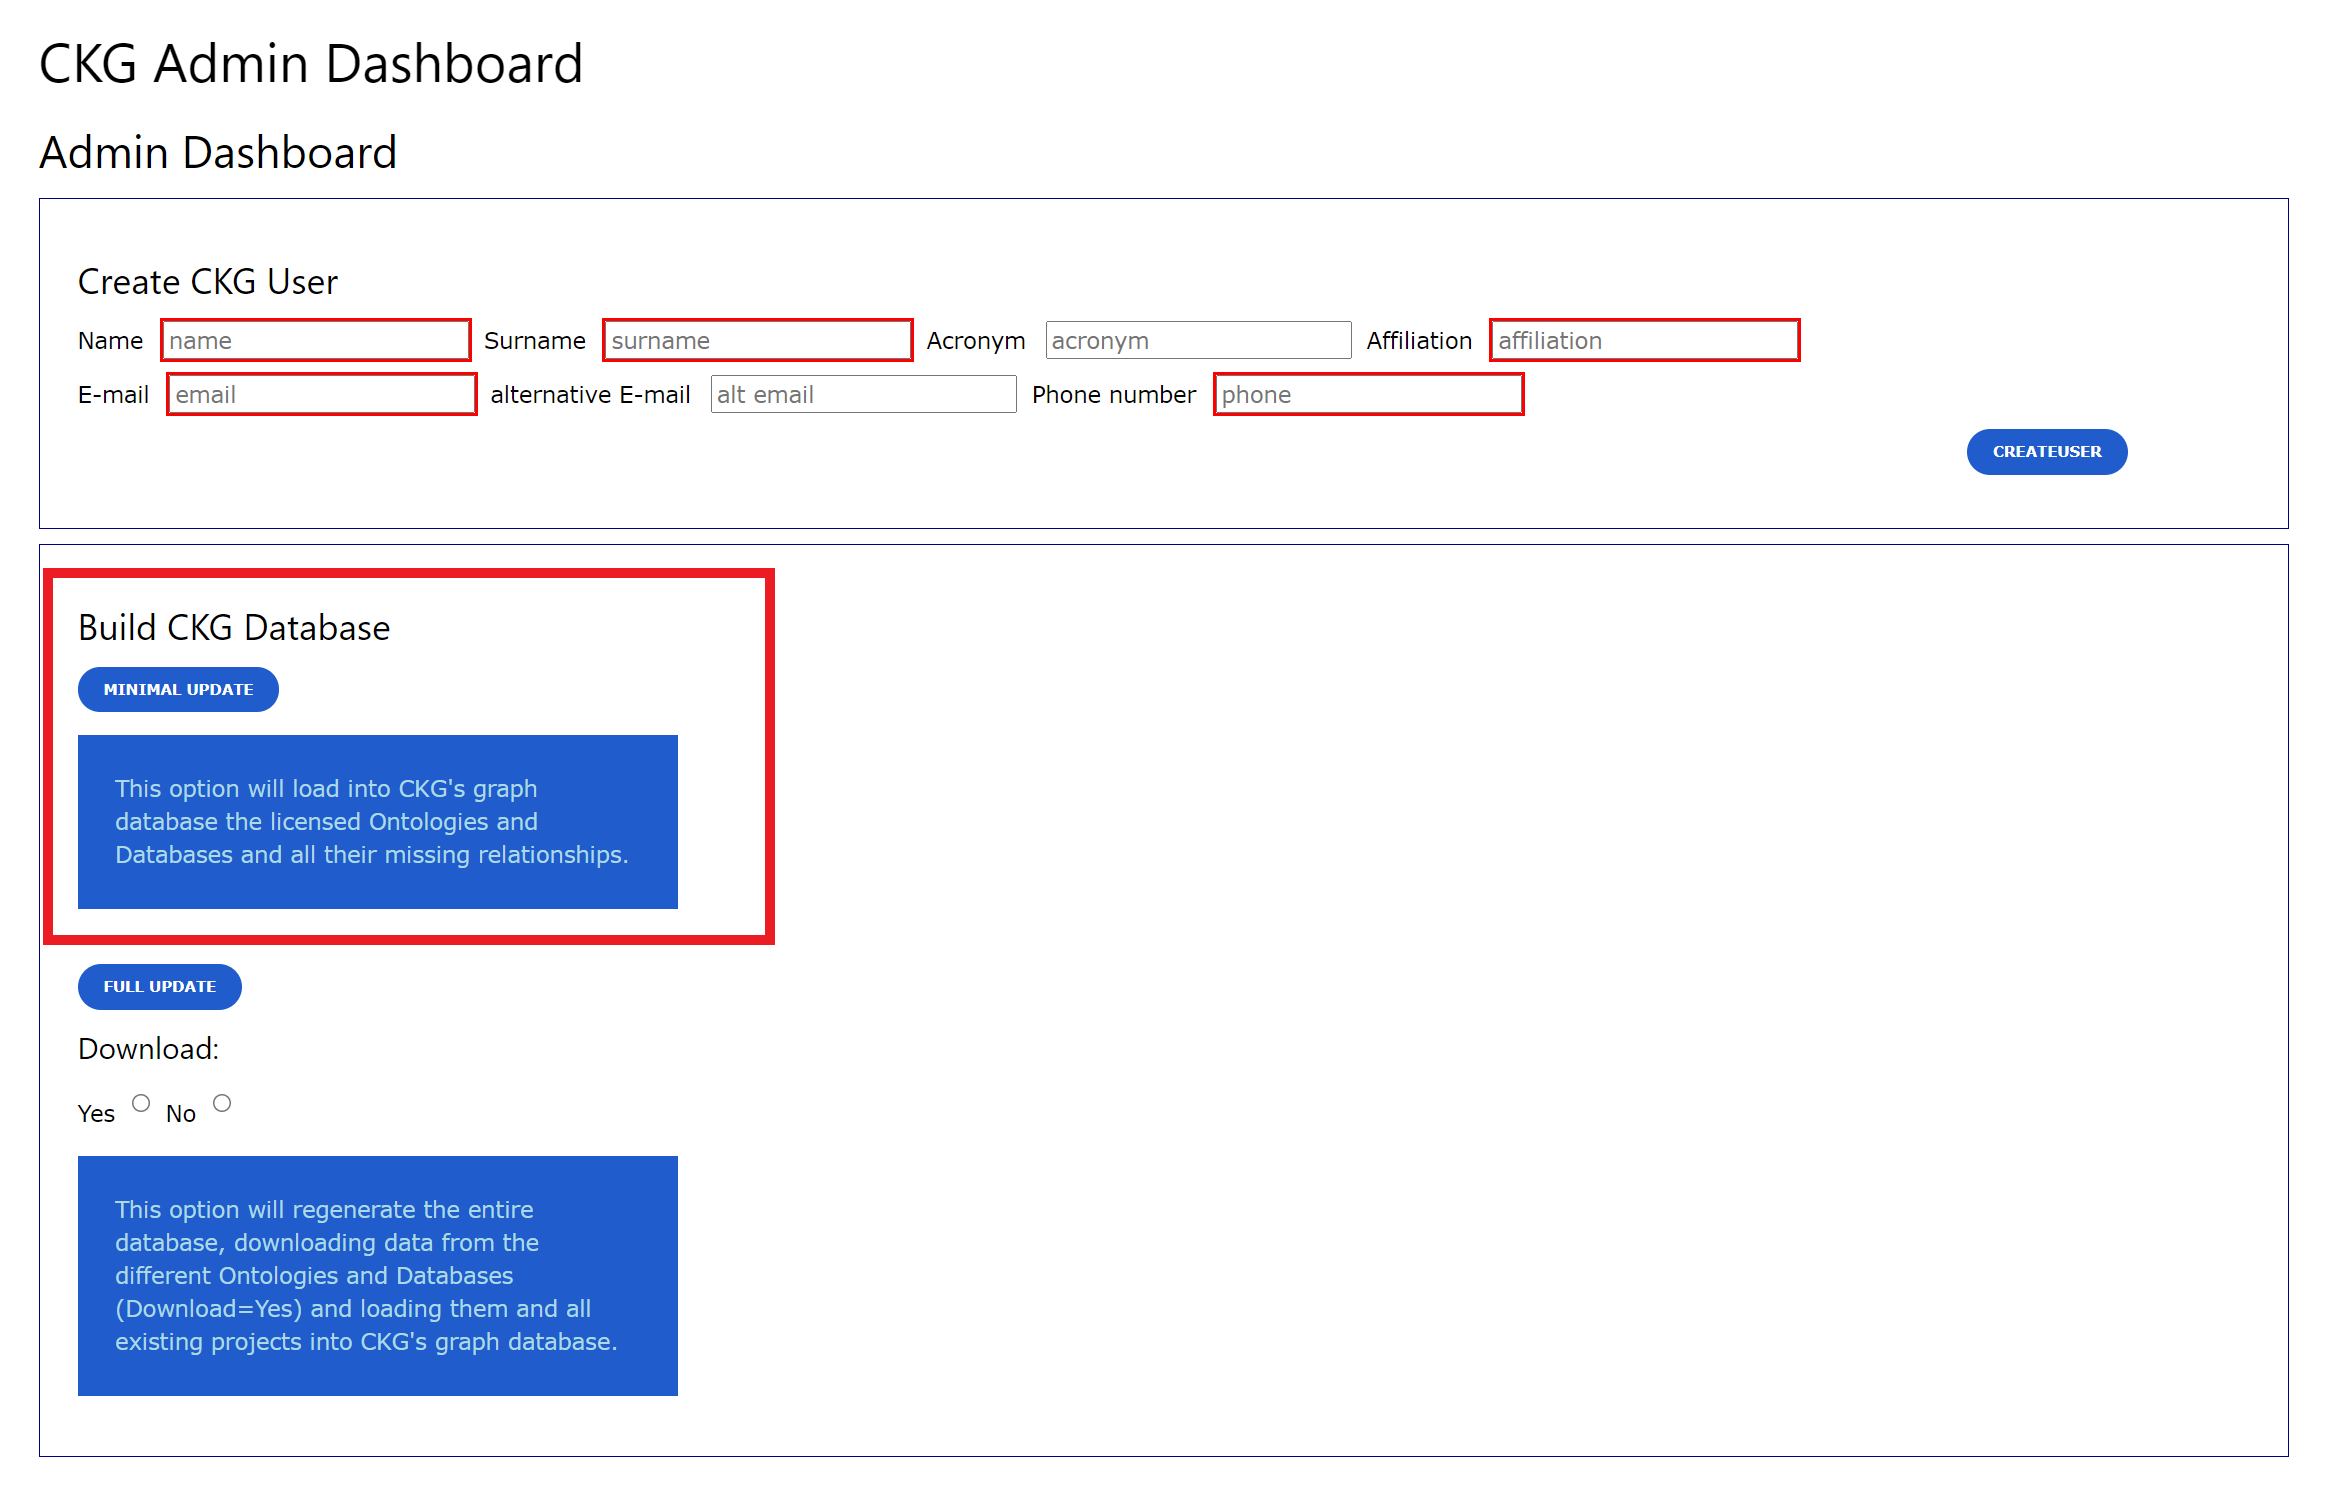 CKG Admin Dashboard
Admin Dashboard
Create CKG User
Name name Surname surname Acronym acronym Affiliation affiliation
E-mail email alternative E-mail alt email Phone number phone
CREATEUSER
Build CKG Database
MINIMAL UPDATE
This option will load into CKG's graph
database the licensed Ontologies and
Databases and all their missing relationships.
FULL UPDATE
Download:
Yes No
This option will regenerate the entire
database, downloading data from the
different Ontologies and Databases
(Download=Yes) and loading them and all
existing projects into CKG's graph database.